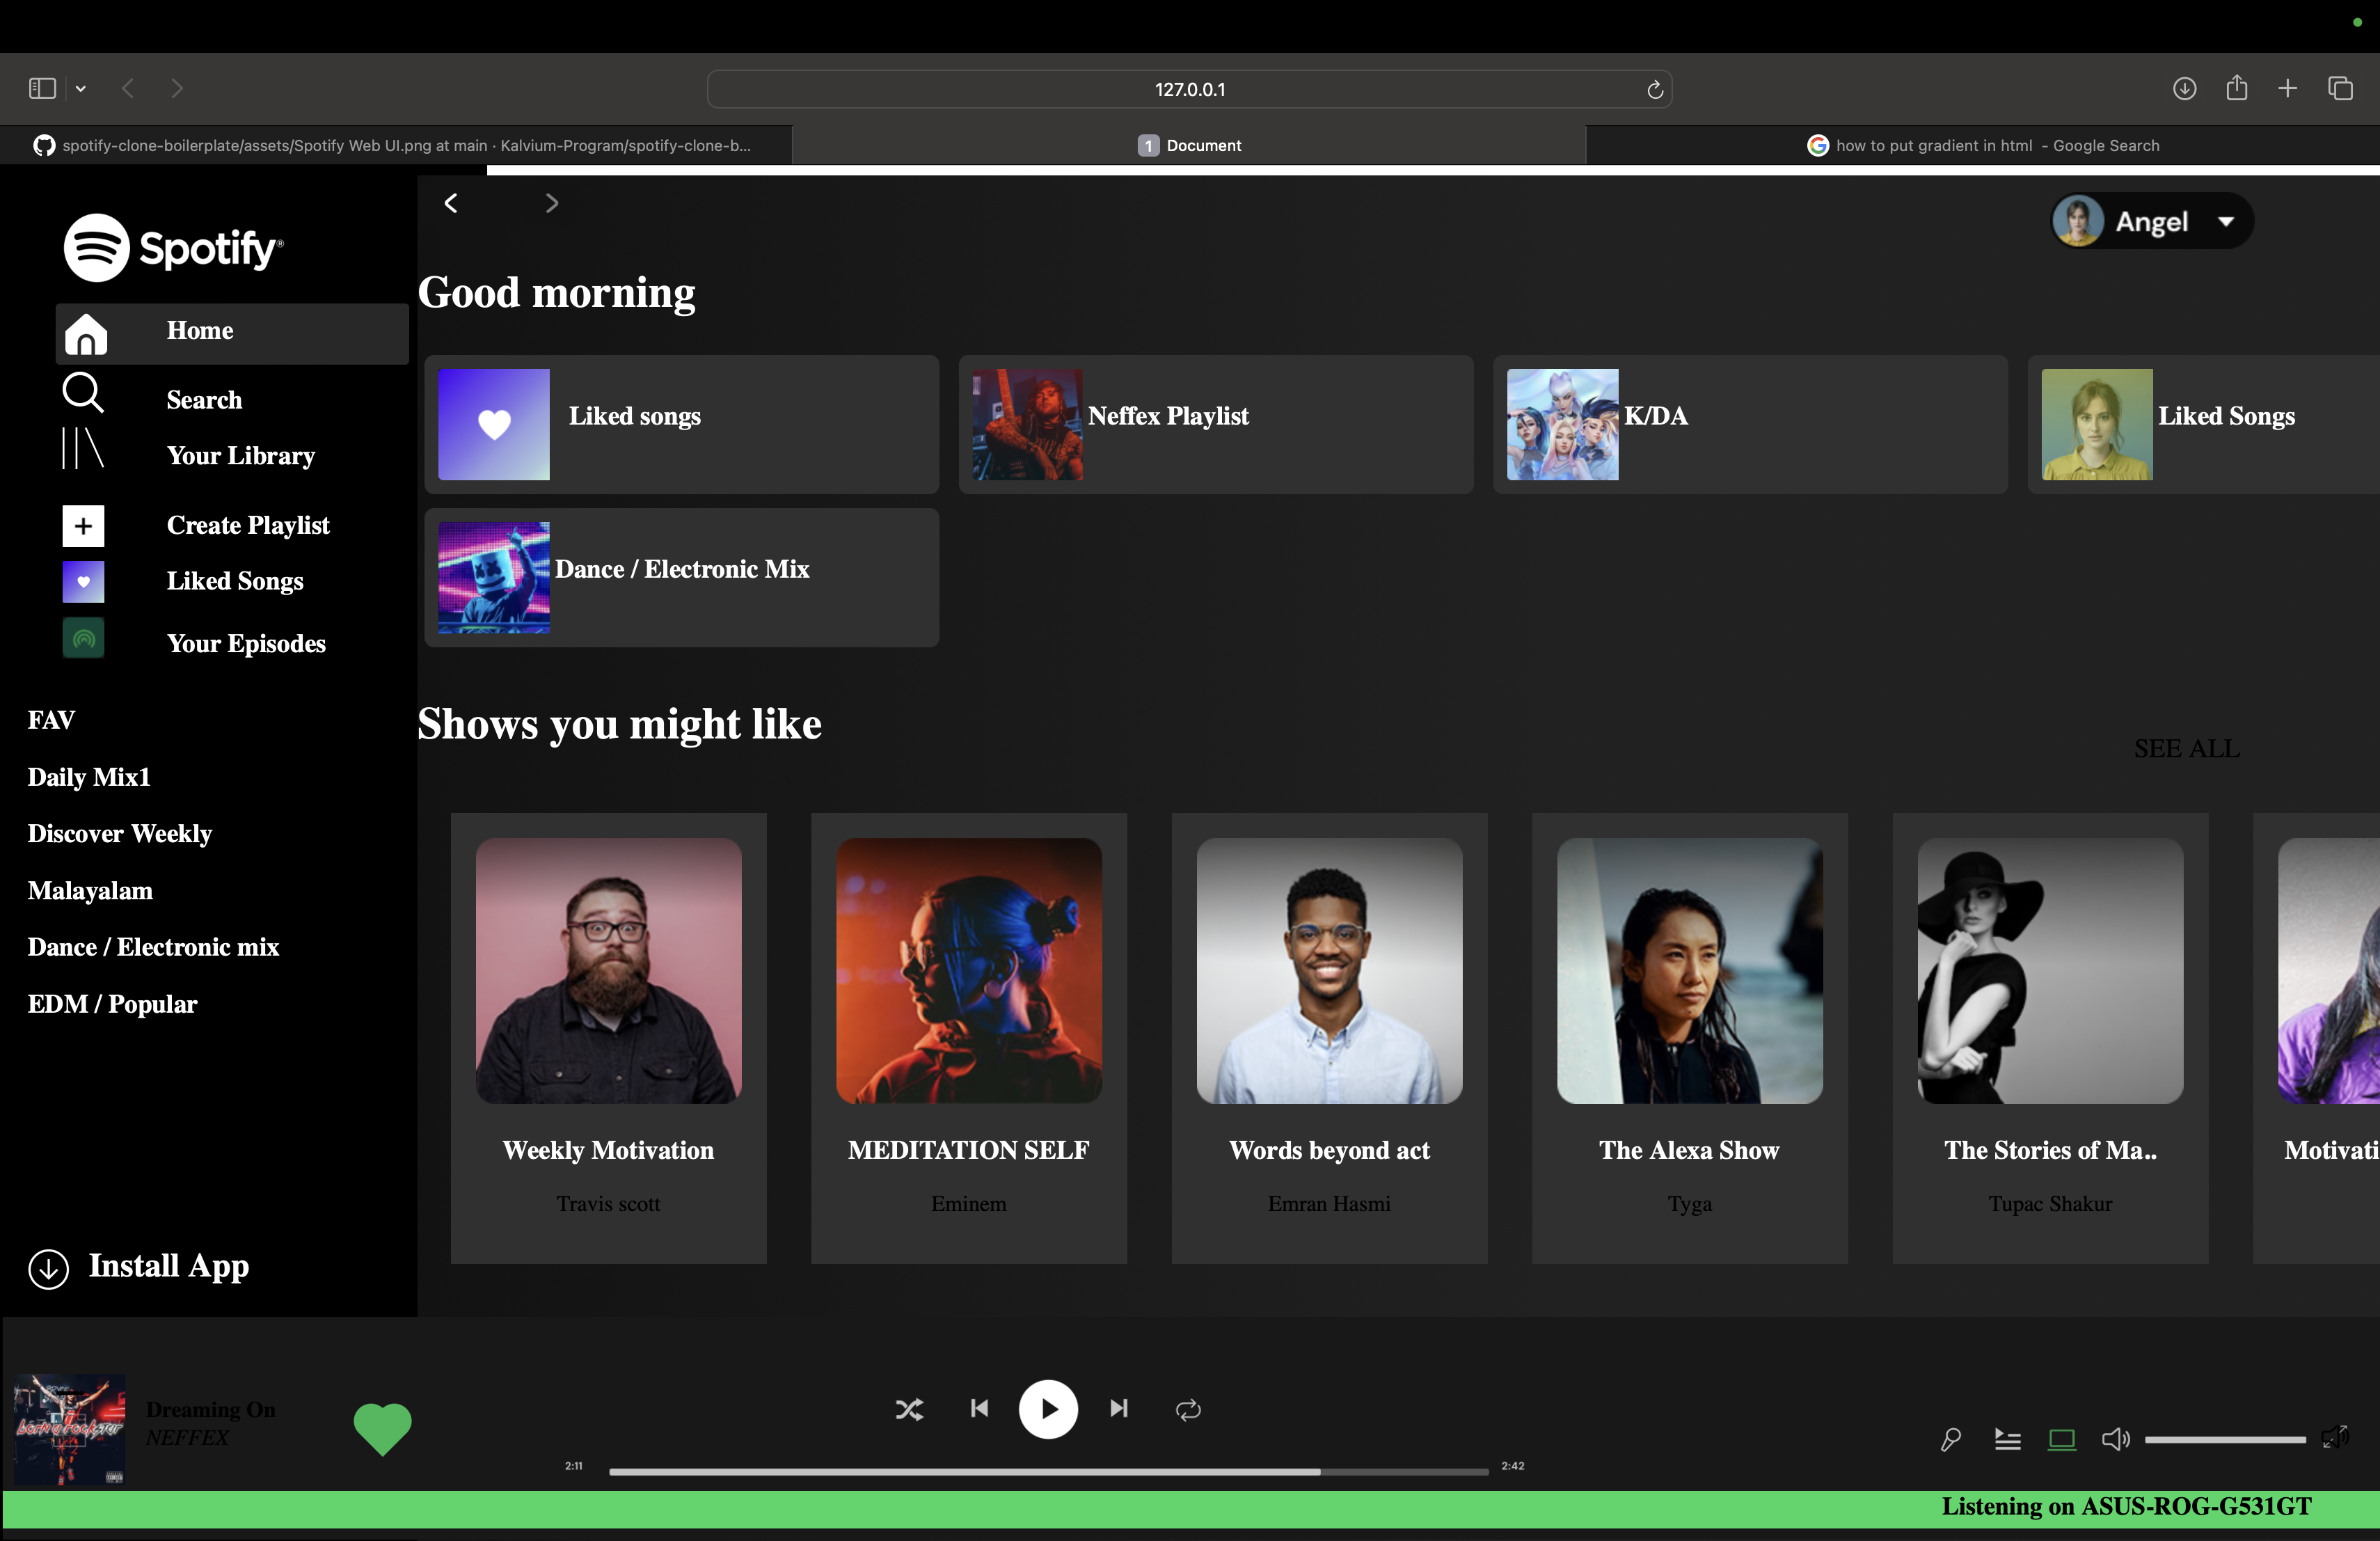 127.0.0.1
spotify-clone-boilerplate/assets/Spotify Web UI.png at main · Kalvium-Program/spotify-clone-b...
1 Document
how to put gradient in html - Google Search
Spotify®
Angel
Good morning
Home
Search
Your Library
Create Playlist
Liked Songs
Your Episodes
Liked songs
Neffex Playlist
K/DA
Liked Songs
Dance / Electronic Mix
FAV
Daily Mix1
Discover Weekly
Malayalam
Dance / Electronic mix
EDM / Popular
Install App
Shows you might like
SEE ALL
Weekly Motivation
Travis scott
MEDITATION SELF
Eminem
Words beyond act
Emran Hasmi
The Alexa Show
Tyga
The Stories of Ma..
Tupac Shakur
Motivati
born a rockstar
Dreaming On
NEFFEX
2:11
2:42
Listening on ASUS-ROG-G531GT